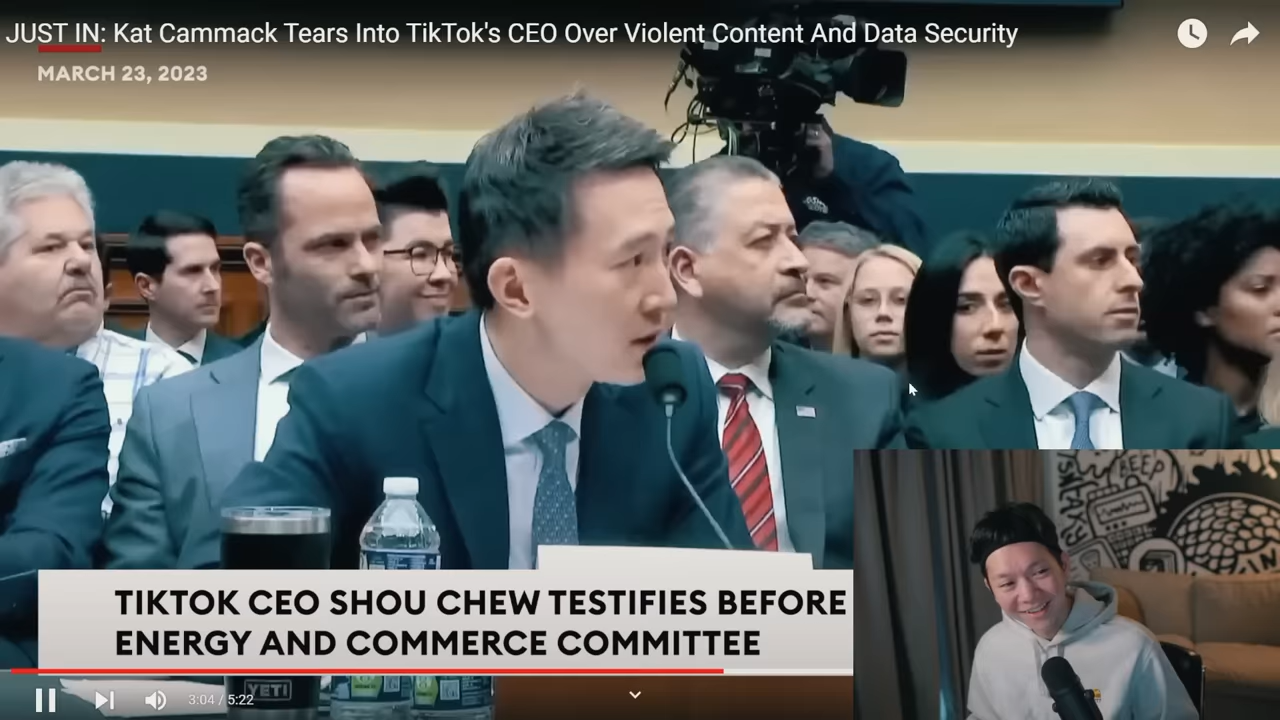 JUST IN: Kat Cammack Tears Into TikTok's CEO Over Violent Content And Data Security
MARCH 23, 2023
KEEP
TIKTOK CEO SHOU CHEW TESTIFIES BEFORE
ENERGY AND COMMERCE COMMITTEE
YETI
3:04 / 5:22